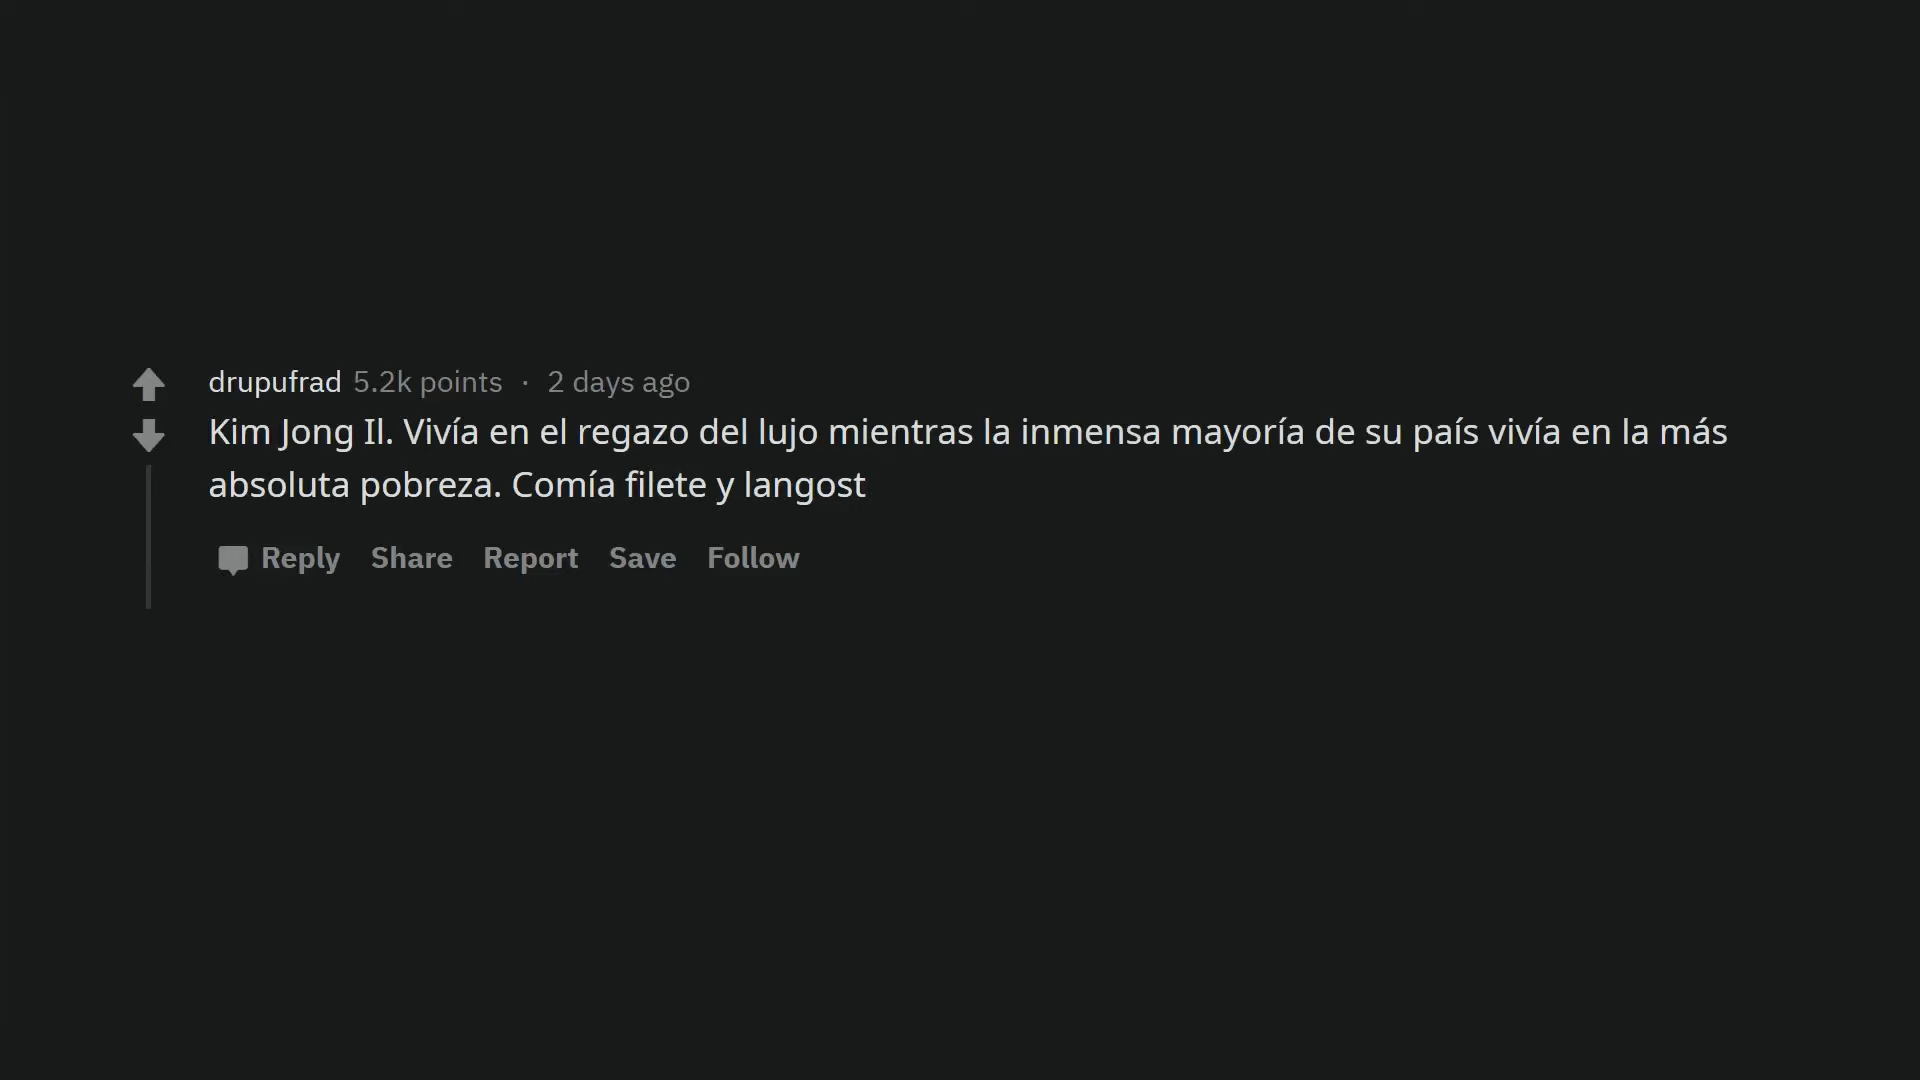 drupufrad 5.2k points · 2 days ago
Kim Jong Il. Vivía en el regazo del lujo mientras la inmensa mayoría de su país vivía en la más
absoluta pobreza. Comía filete y langost
Reply Share Report Save Follow